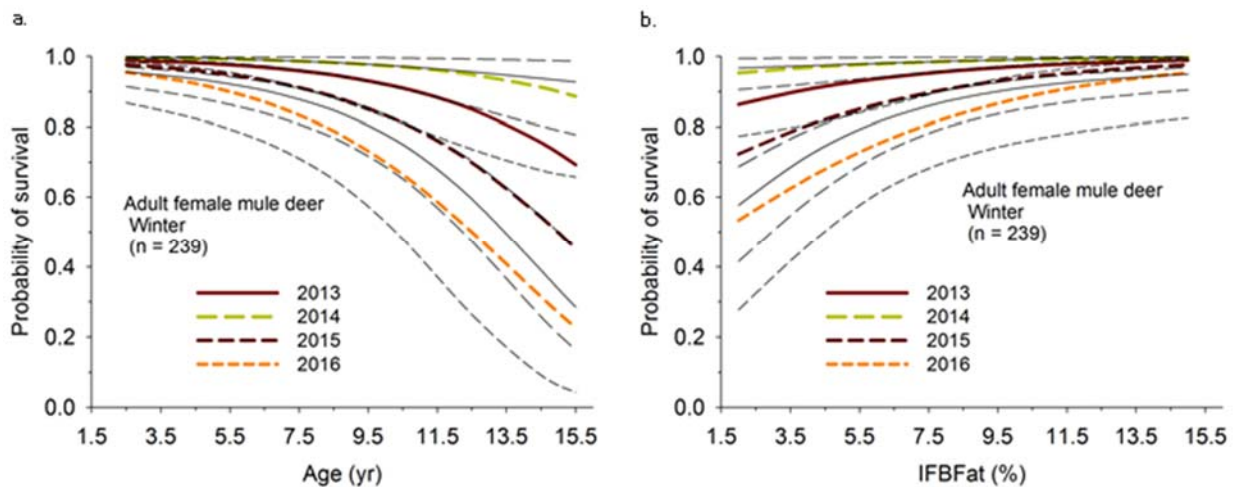 a.
1.0
0.8
0.6
0.4
0.2
0.0
Probability of survival
Adult female mule deer
Winter
(n = 239)
2013
2014
2015
2016
1.5 3.5 5.5 7.5 9.5 11.5 13.5 15.5
Age (yr)
b.
1.0
0.8
0.6
0.4
0.2
0.0
Probability of survival
Adult female mule deer
Winter
(n = 239)
2013
2014
2015
2016
1.5 3.5 5.5 7.5 9.5 11.5 13.5 15.5
IFBFat (%)